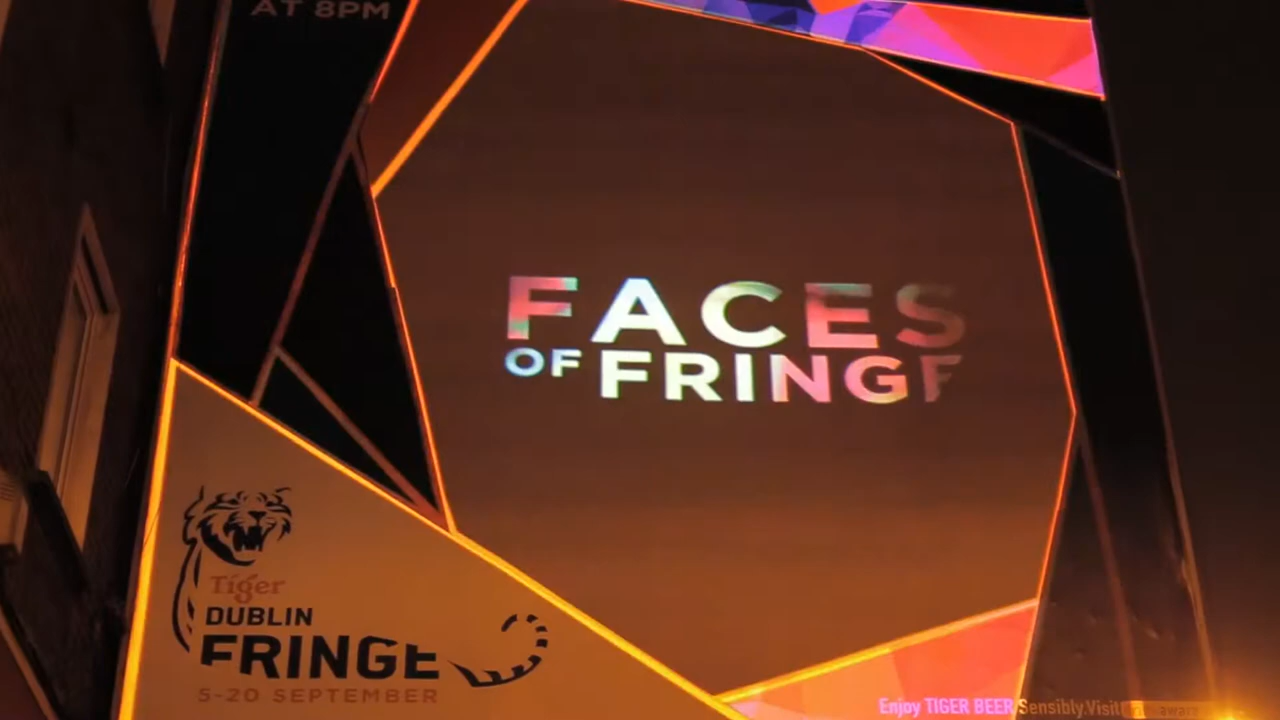 AT 8PM
FACES
OF FRINGE
Tiger
DUBLIN
FRINGE
5-20 SEPTEMBER
Enjoy TIGER BEER Sensibly.Visit